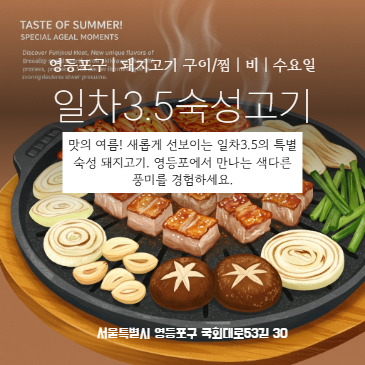 TASTE OF SUMMER!
SPECIAL AGEAL MOMENTS
영등포구 | 돼지고기 구이/찜 | 비 | 수요일
일차3.5숙성고기
맛의 여름! 새롭게 선보이는 일차3.5의 특별
숙성 돼지고기. 영등포에서 만나는 색다른
풍미를 경험하세요.
서울특별시 영등포구 국회대로53길 30